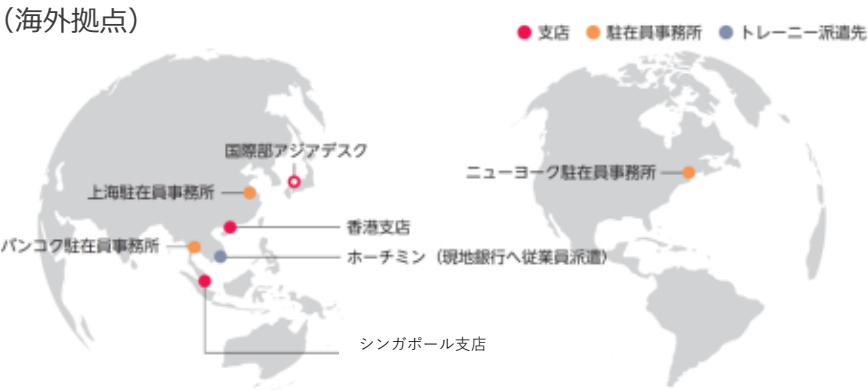 （海外拠点）
支店 駐在員事務所 トレーニー派遣先
国際部アジアデスク
上海駐在員事務所
香港支店
バンコク駐在員事務所
ホーチミン（現地銀行へ従業員派遣）
シンガポール支店
ニューヨーク駐在員事務所